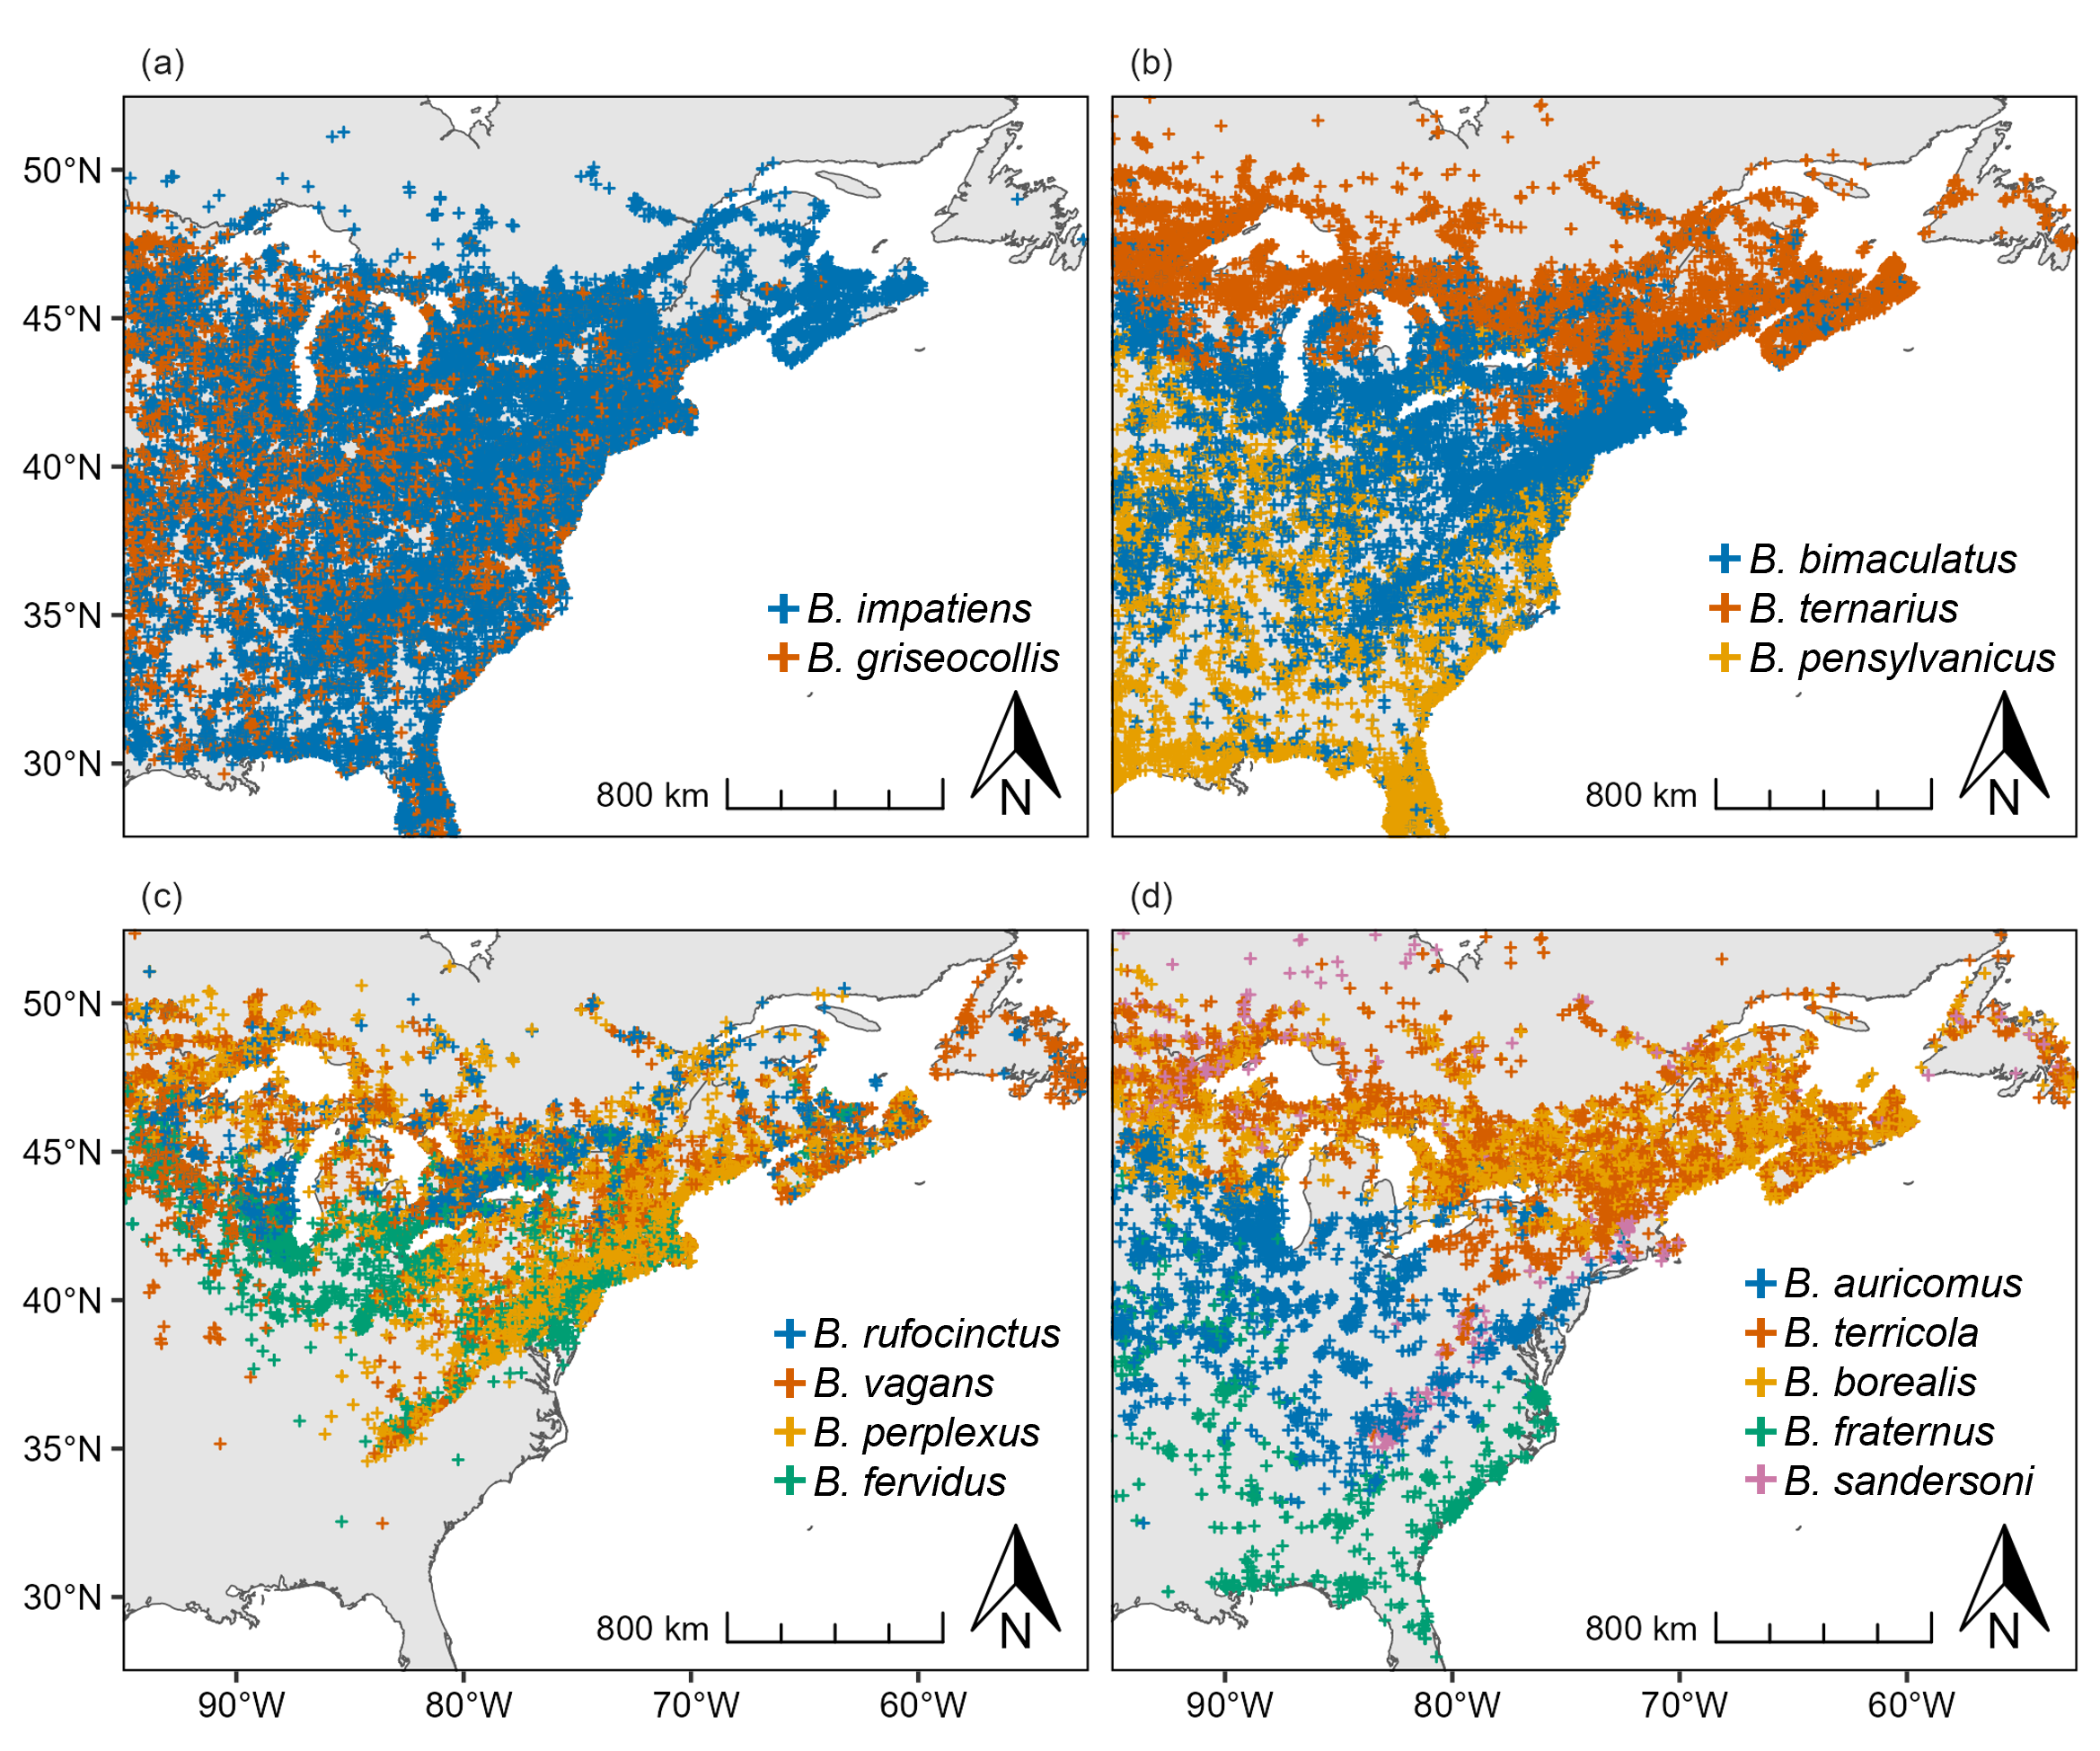 (a)
(b)
50°N
45°N
40°N
35°N
30°N
B. impatiens
B. griseocollis
800 km
N
B. bimaculatus
B. ternarius
B. pensylvanicus
800 km
N
(c)
(d)
50°N
45°N
40°N
35°N
30°N
B. rufocinctus
B. vagans
B. perplexus
B. fervidus
800 km
N
B. auricomus
B. terricola
B. borealis
B. fraternus
B. sandersoni
800 km
N
90°W 80°W 70°W 60°W
90°W 80°W 70°W 60°W